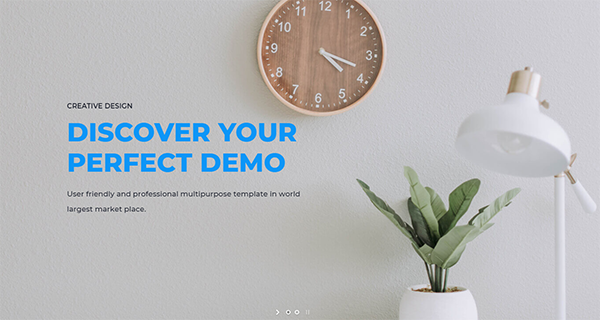 12
11 1
10 2
9 3
8 4
7 5
6
CREATIVE DESIGN
DISCOVER YOUR
PERFECT DEMO
User friendly and professional multipurpose template in world
largest market place.